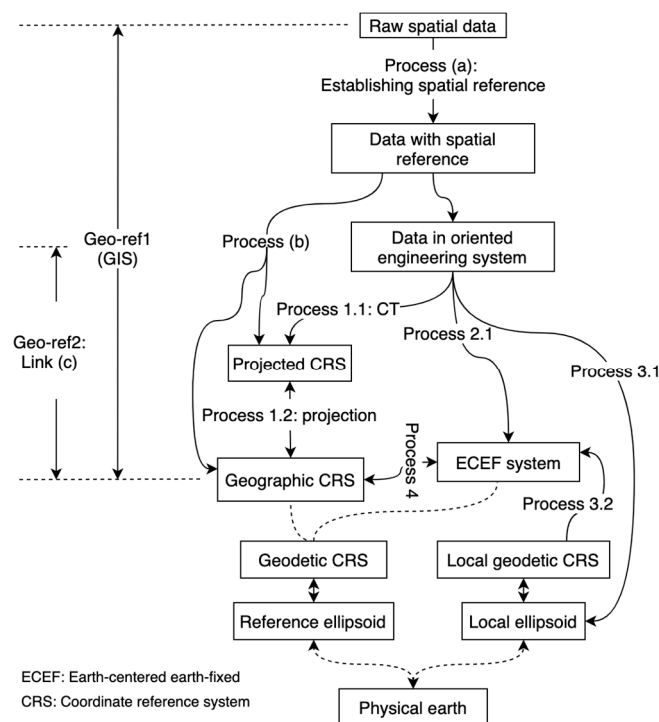 Raw spatial data
Process (a):
Establishing spatial reference
Data with spatial
reference
Process (b)
Geo-ref1
(GIS)
Data in oriented
engineering system
Process 1.1: CT
Process 2.1
Geo-ref2:
Link (c)
Projected CRS
Process 3.1
Process 1.2: projection
Process 4
ECEF system
Geographic CRS
Process 3.2
Geodetic CRS
Local geodetic CRS
Reference ellipsoid
Local ellipsoid
ECEF: Earth-centered earth-fixed
CRS: Coordinate reference system
Physical earth